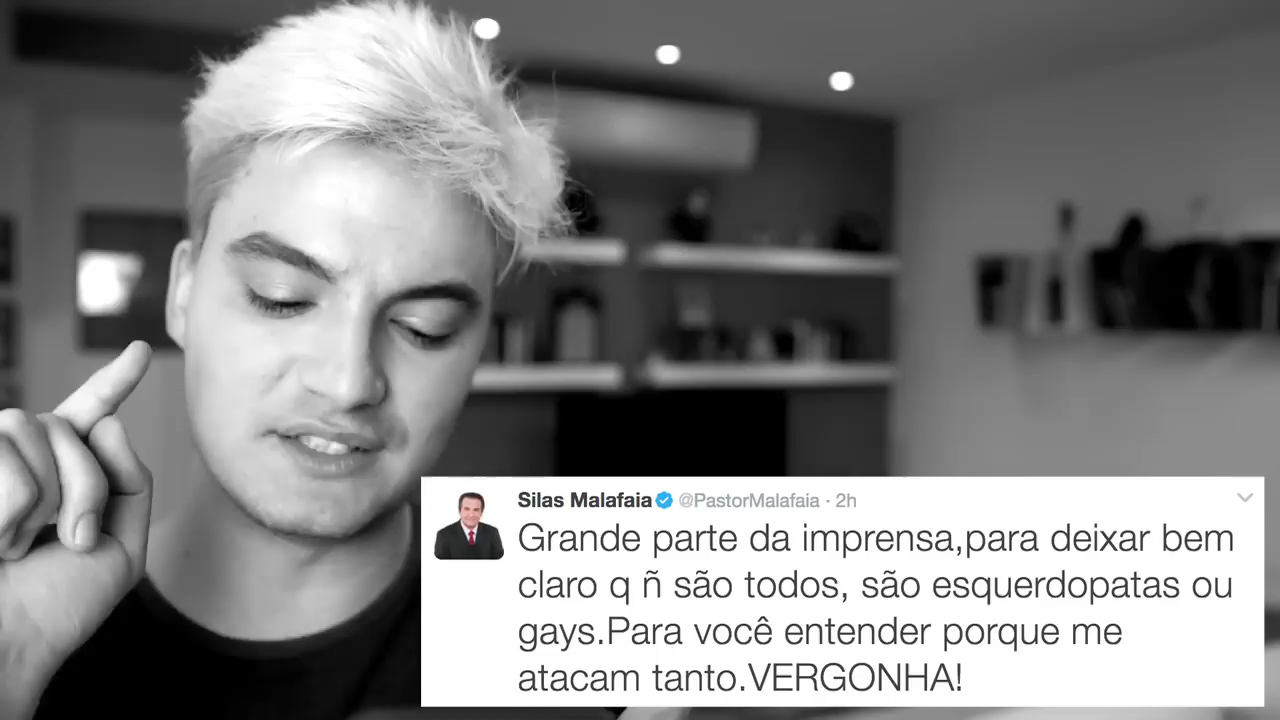 Silas Malafaia @PastorMalafaia · 2h
Grande parte da imprensa,para deixar bem
claro q ñ são todos, são esquerdopatas ou
gays.Para você entender porque me
atacam tanto.VERGONHA!